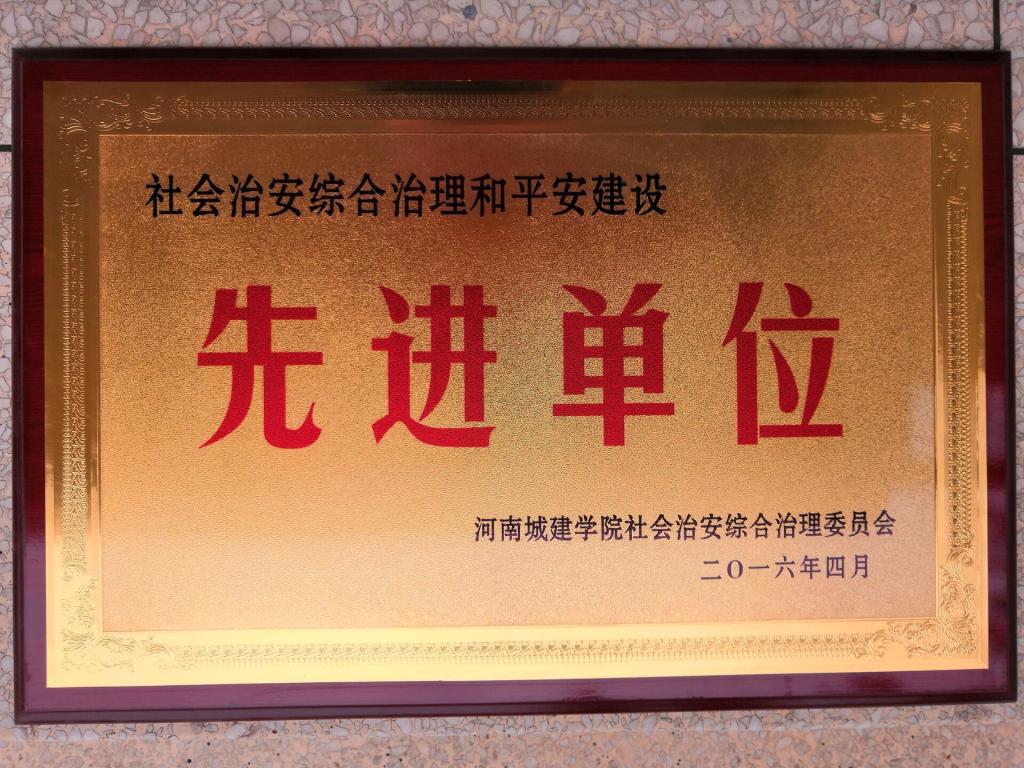 社会治安综合治理和平安建设
先进单位
河南城建学院社会治安综合治理委员会
二〇一六年四月